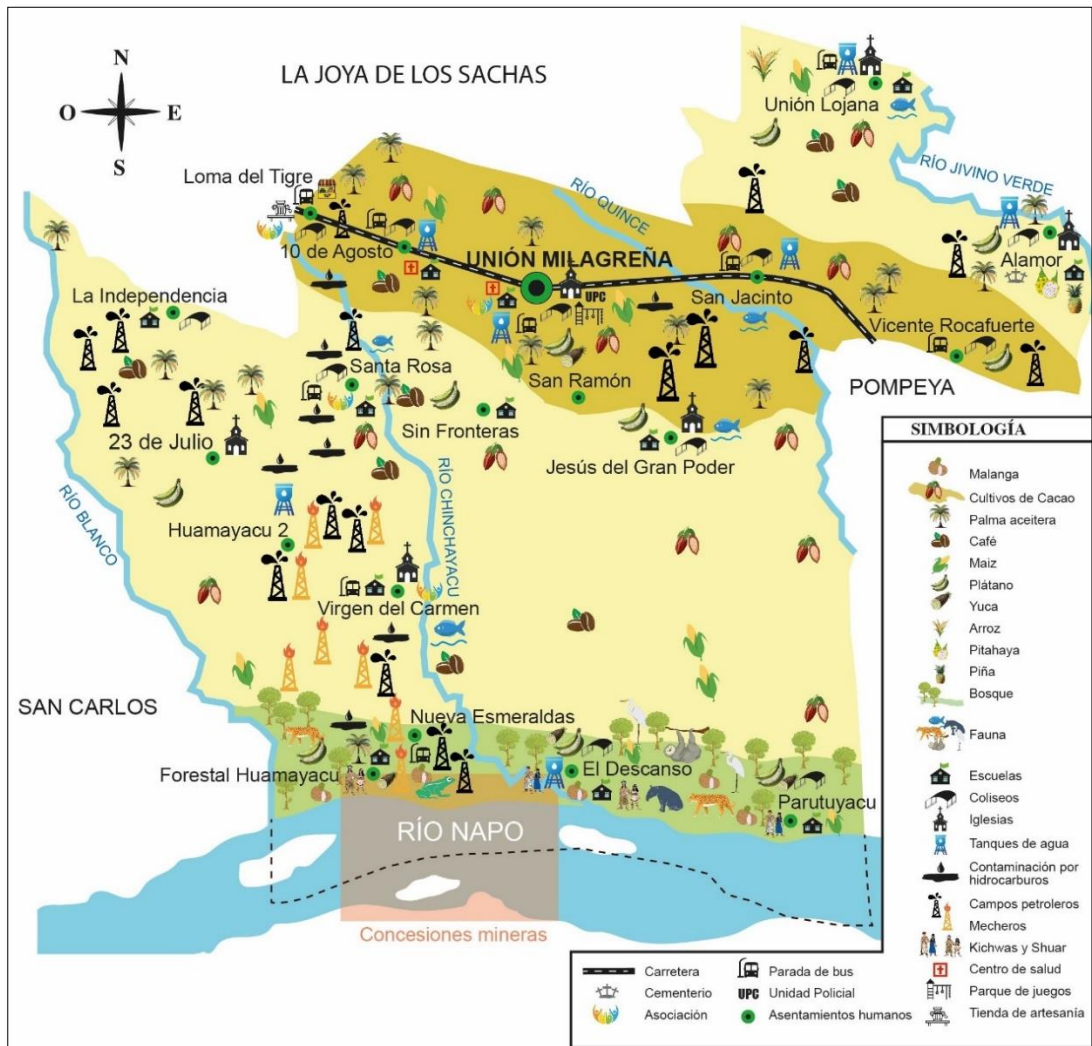 N
O E
S
LA JOYA DE LOS SACHAS
Unión Lojana
RÍO JIVINO VERDE
Loma del Tigre
RÍO QUINCE
10 de Agosto
UNIÓN MILAGREÑA
UPC
Alamor
La Independencia
San Jacinto
Vicente Rocafuerte
Santa Rosa
San Ramón
POMPEYA
Sin Fronteras
23 de Julio
Jesús del Gran Poder
RÍO BLANCO
RÍO CHINCHAYACU
Huamayacu 2
Virgen del Carmen
SAN CARLOS
Nueva Esmeraldas
Forestal Huamayacu
El Descanso
Parutuyacu
RÍO NAPO
Concesiones mineras
SIMBOLOGÍA
Malanga
Cultivos de Cacao
Palma aceitera
Café
Maiz
Plátano
Yuca
Arroz
Pitahaya
Piña
Bosque
Fauna
Escuelas
Coliseos
Iglesias
Tanques de agua
Contaminación por
hidrocarburos
Campos petroleros
Mecheros
Kichwas y Shuar
Centro de salud
Parque de juegos
Tienda de artesanía
Carretera
Cementerio
Asociación
Parada de bus
UPC Unidad Policial
Asentamientos humanos